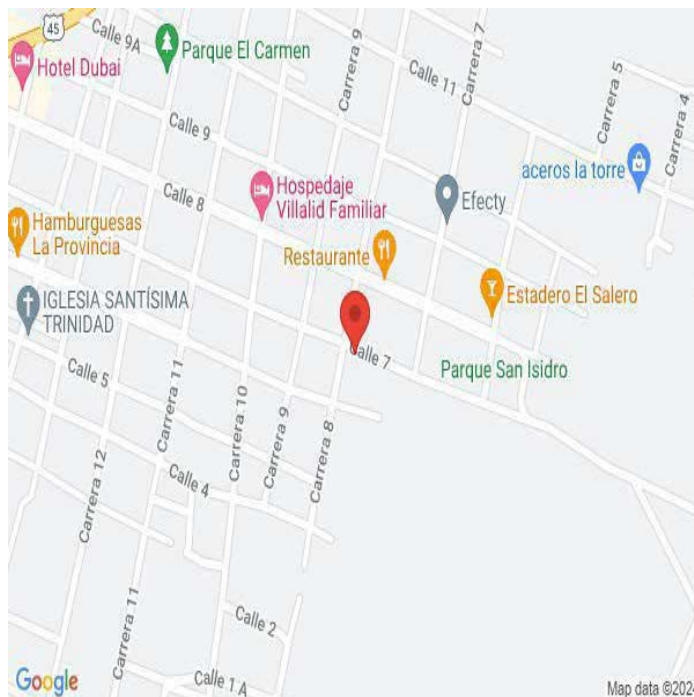 45
Calle 9A
Parque El Carmen
Hotel Dubai
Carrera 9
Carrera 7
Calle 11
Carrera 5
Carrera 4
aceros la torre
Calle 9
Calle 8
Hospedaje
Villalid Familiar
Efecty
Hamburguesas
La Provincia
Restaurante
Estadero El Salero
IGLESIA SANTÍSIMA
TRINIDAD
Calle 7
Parque San Isidro
Calle 5
Carrera 11
Carrera 10
Carrera 9
Carrera 8
Carrera 12
Calle 4
Carrera 11
Calle 2
Calle 1 A
Google
Map data ©202